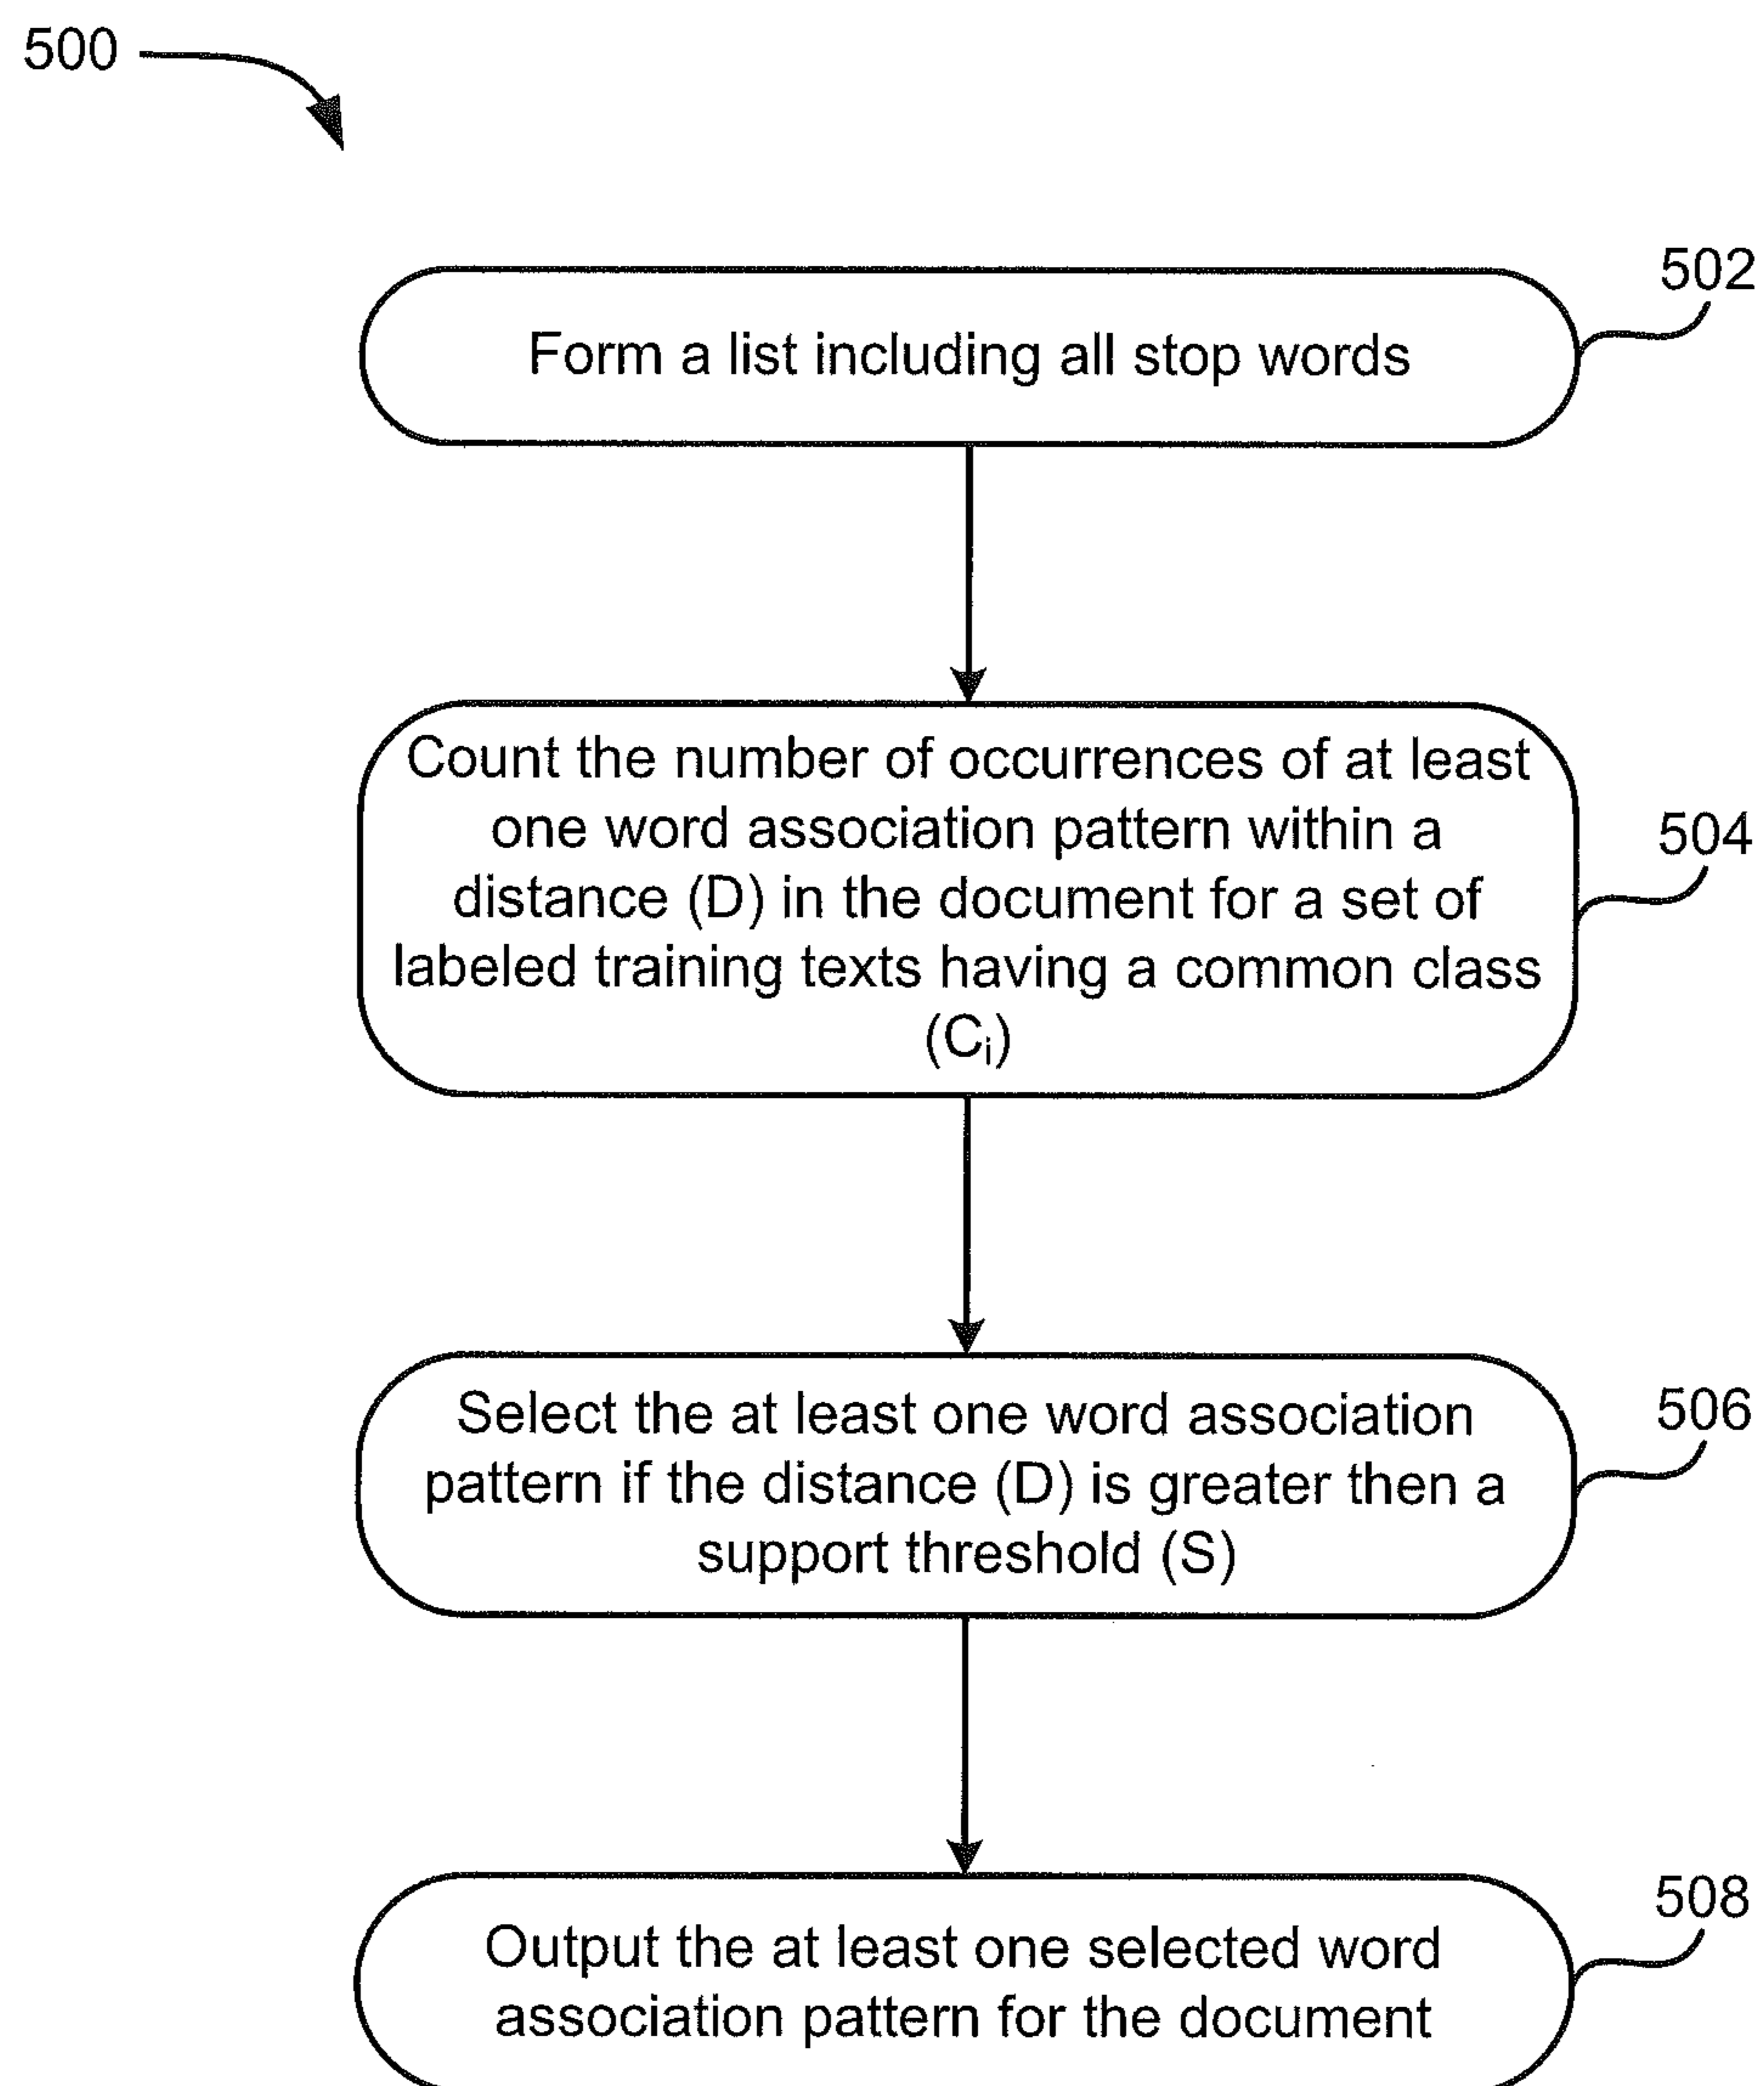 500
502
Form a list including all stop words
Count the number of occurrences of at least
one word association pattern within a
distance (D) in the document for a set of
labeled training texts having a common class
(Cᵢ)
504
Select the at least one word association
pattern if the distance (D) is greater then a
support threshold (S)
506
Output the at least one selected word
association pattern for the document
508